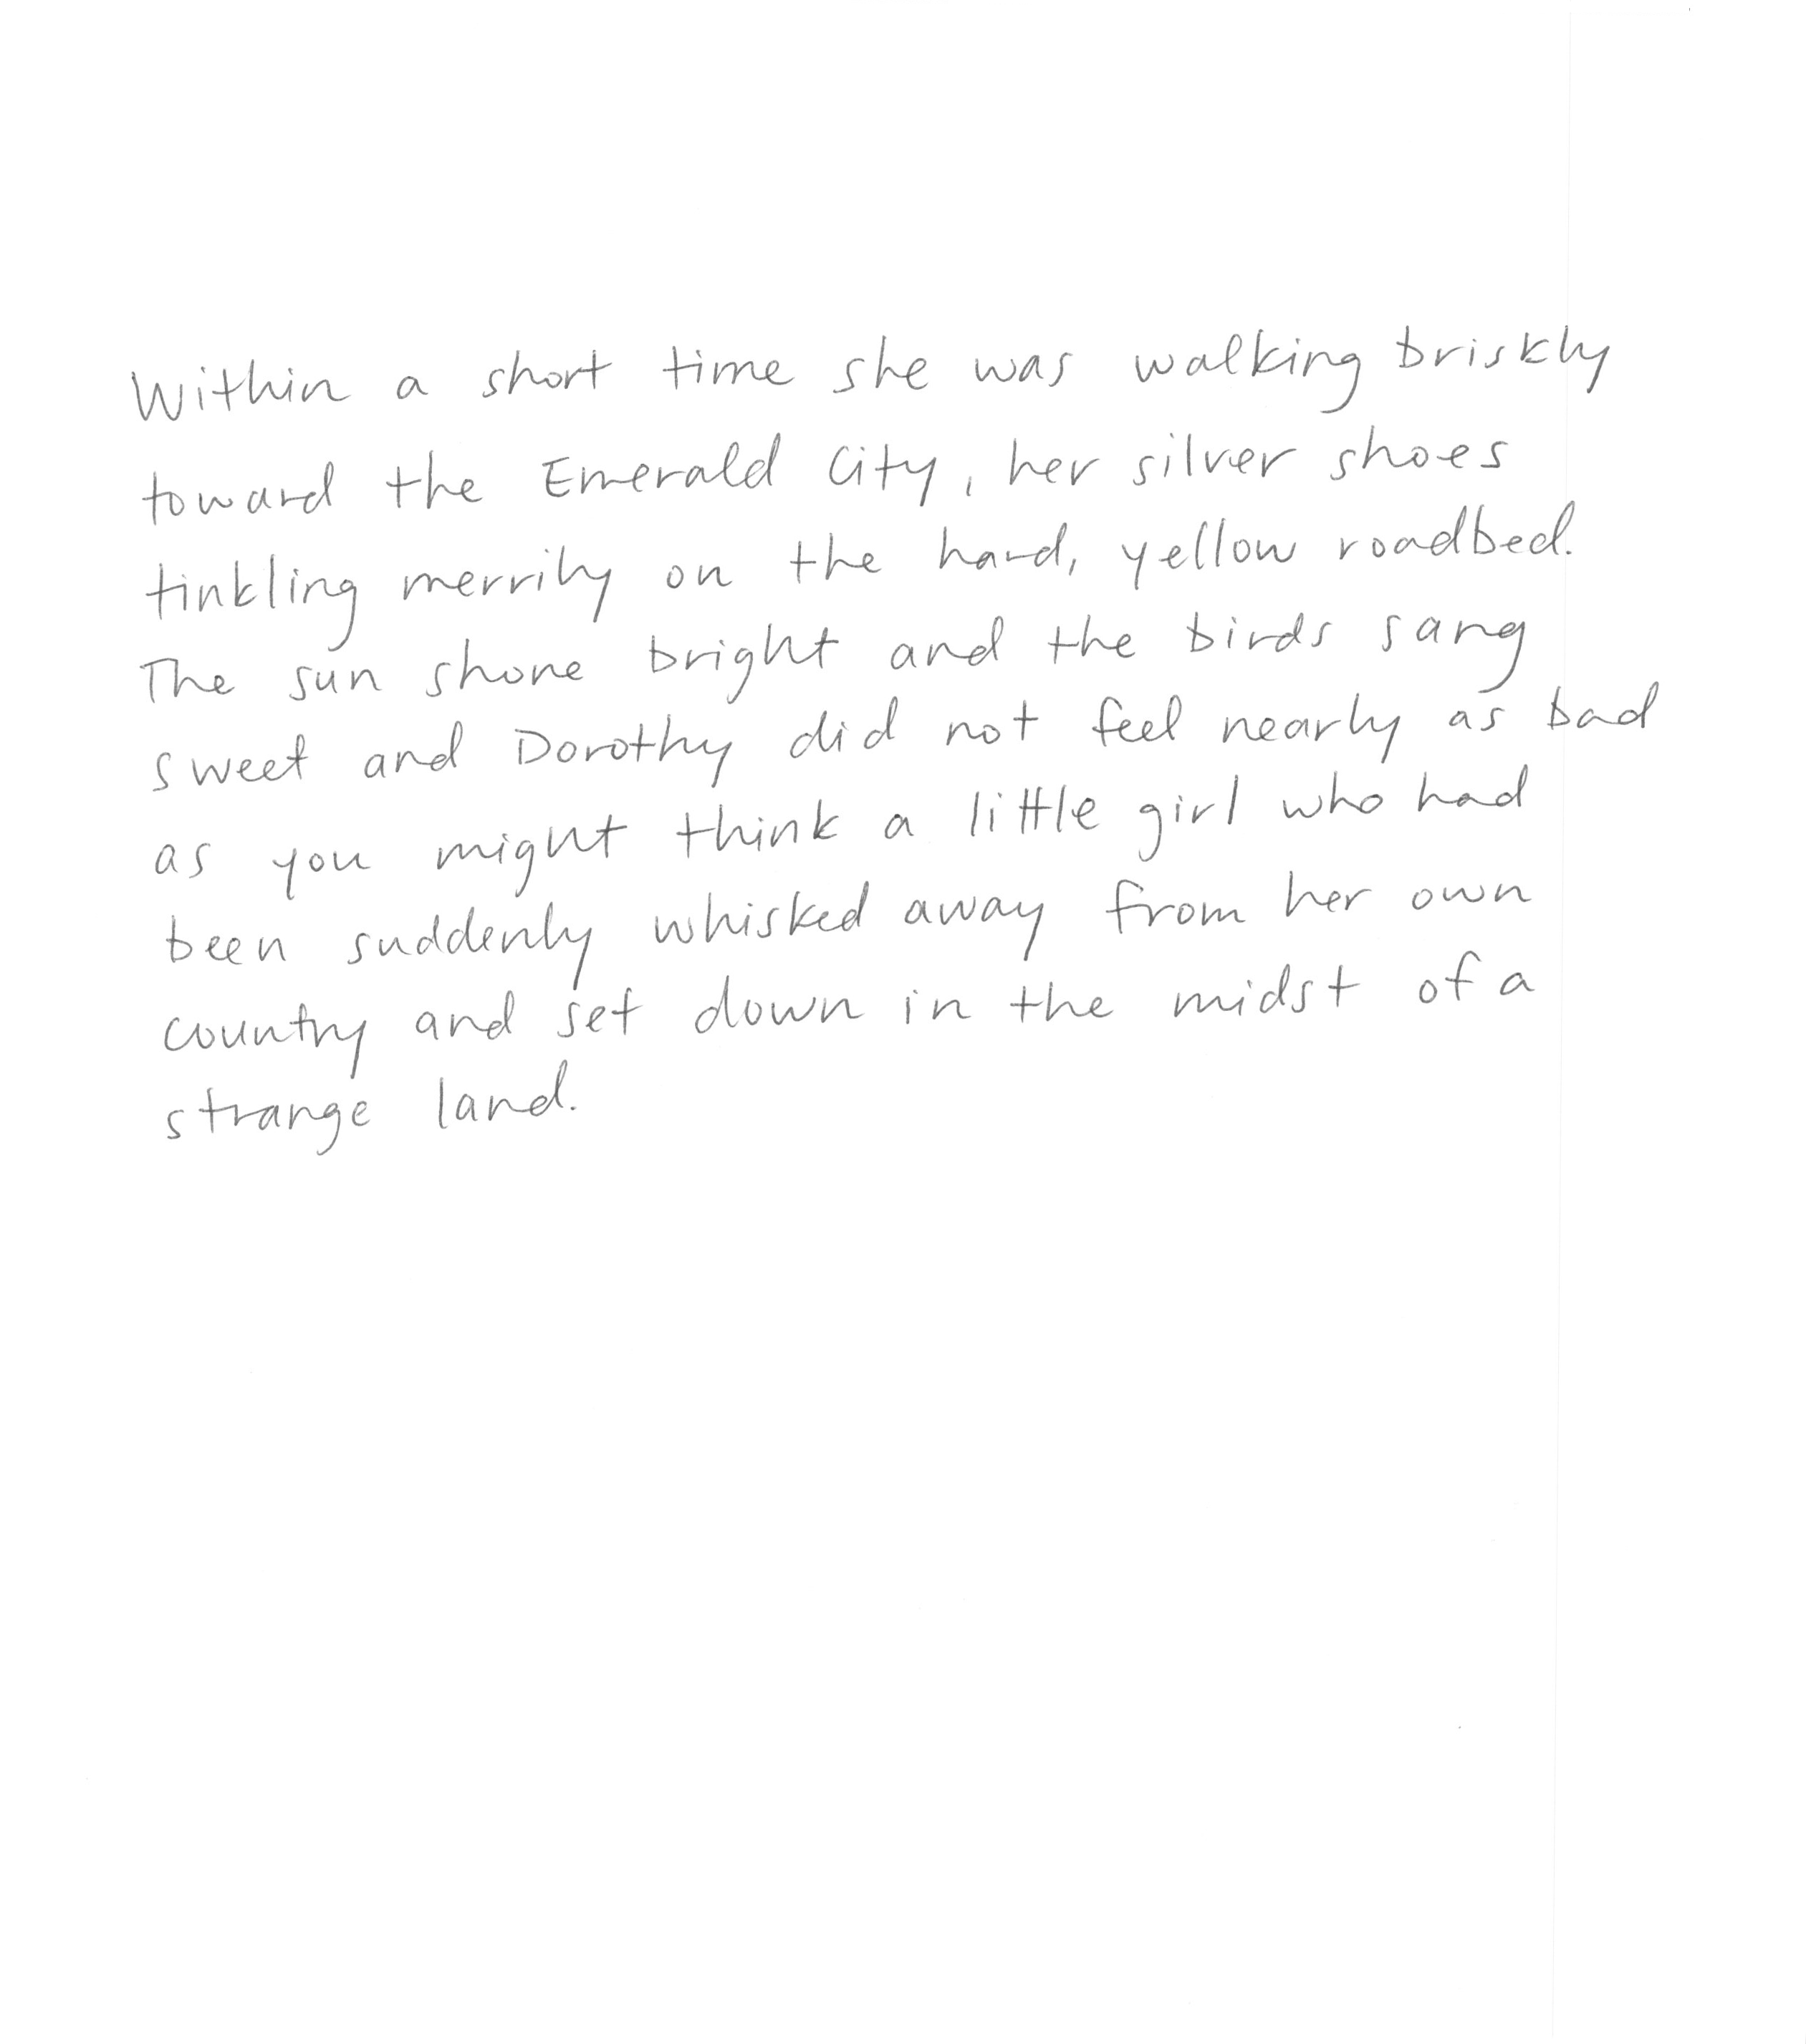 Within a short time she was walking briskly
toward the Emerald City, her silver shoes
tinkling merrily on the hard, yellow roadbed.
The sun shone bright and the birds sang
sweet and Dorothy did not feel nearly as bad
as you might think a little girl who had
been suddenly whisked away from her own
country and set down in the midst of a
strange land.